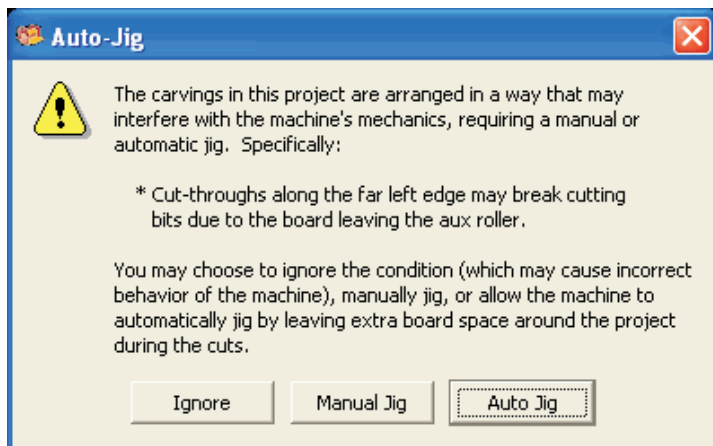 Auto-Jig
The carvings in this project are arranged in a way that may
interfere with the machine's mechanics, requiring a manual or
automatic jig.  Specifically:
* Cut-throughs along the far left edge may break cutting
bits due to the board leaving the aux roller.
You may choose to ignore the condition (which may cause incorrect
behavior of the machine), manually jig, or allow the machine to
automatically jig by leaving extra board space around the project
during the cuts.
Ignore
Manual Jig
Auto Jig